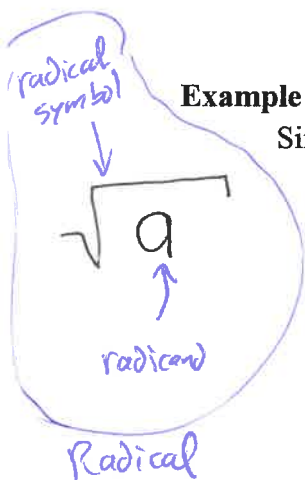 radical
symbol
Example
Si
√a
radicand
Radical